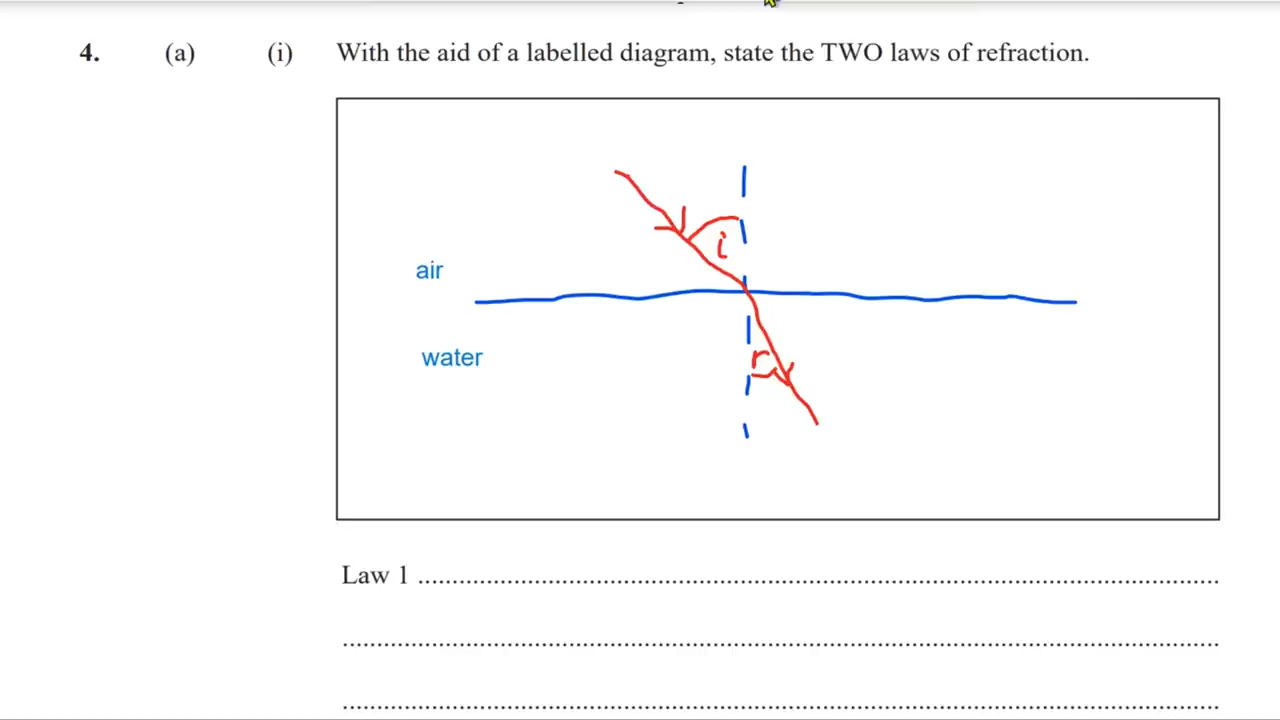 4. (a) (i) With the aid of a labelled diagram, state the TWO laws of refraction.
i
air
water
r
Law 1 ........................................................................................................................
........................................................................................................................
........................................................................................................................